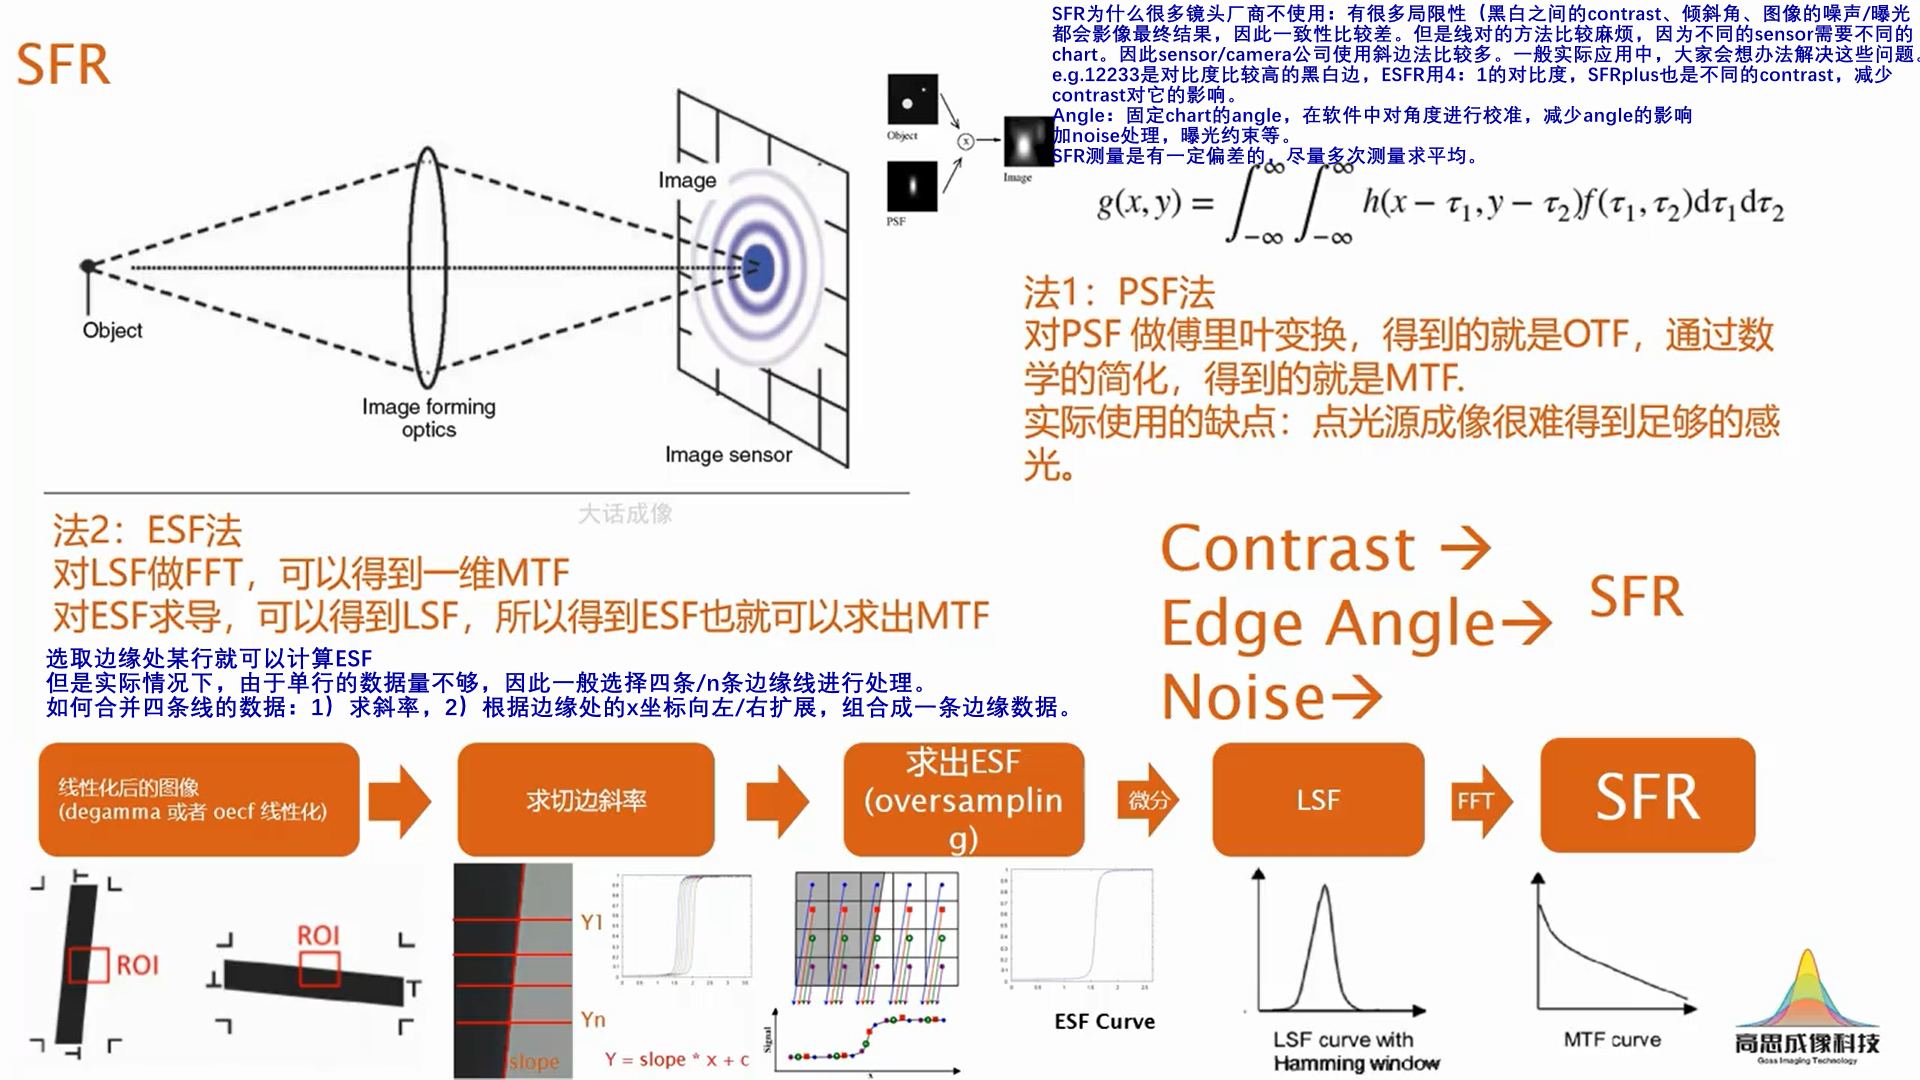 SFR
SFR为什么很多镜头厂商不使用：有很多局限性（黑白之间的contrast、倾斜角、图像的噪声/曝光
都会影像最终结果，因此一致性比较差。但是线对的方法比较麻烦，因为不同的sensor需要不同的
chart。因此sensor/camera公司使用斜边法比较多。一般实际应用中，大家会想办法解决这些问题。
e.g.12233是对比度比较高的黑白边，ESFR用4：1的对比度，SFRplus也是不同的contrast，减少
contrast对它的影响。
Angle：固定chart的angle，在软件中对角度进行校准，减少angle的影响
加noise处理，曝光约束等。
SFR测量是有一定偏差的，尽量多次测量求平均。
Object
Image forming
optics
Image
Image sensor
Object
PSF
x
Image
g(x, y) = ∫_{−∞}^{∞} ∫_{−∞}^{∞} h(x − τ₁, y − τ₂)f(τ₁, τ₂)dτ₁dτ₂
法1：PSF法
对PSF 做傅里叶变换，得到的就是OTF，通过数
学的简化，得到的就是MTF.
实际使用的缺点：点光源成像很难得到足够的感
光。
大话成像
法2：ESF法
对LSF做FFT，可以得到一维MTF
对ESF求导，可以得到LSF，所以得到ESF也就可以求出MTF
选取边缘处某行就可以计算ESF
但是实际情况下，由于单行的数据量不够，因此一般选择四条/n条边缘线进行处理。
如何合并四条线的数据：1）求斜率，2）根据边缘处的x坐标向左/右扩展，组合成一条边缘数据。
Contrast →
Edge Angle→
Noise→
SFR
线性化后的图像
(degamma 或者 oecf 线性化)
求切边斜率
求出ESF
(oversamplin
g)
微分
LSF
FFT
SFR
ROI
ROI
Y1
Yn
slope
Y = slope * x + c
Signal
x
ESF Curve
LSF curve with
Hamming window
MTF curve
高思成像科技
Goss Imaging Technology